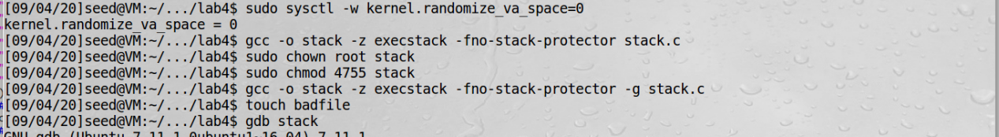 [09/04/20]seed@VM:~/.../lab4$ sudo sysctl -w kernel.randomize_va_space=0
kernel.randomize_va_space = 0
[09/04/20]seed@VM:~/.../lab4$ gcc -o stack -z execstack -fno-stack-protector stack.c
[09/04/20]seed@VM:~/.../lab4$ sudo chown root stack
[09/04/20]seed@VM:~/.../lab4$ sudo chmod 4755 stack
[09/04/20]seed@VM:~/.../lab4$ gcc -o stack -z execstack -fno-stack-protector -g stack.c
[09/04/20]seed@VM:~/.../lab4$ touch badfile
[09/04/20]seed@VM:~/.../lab4$ gdb stack
GNU gdb (Ubuntu 7.11.1-0ubuntu1~16.04) 7.11.1